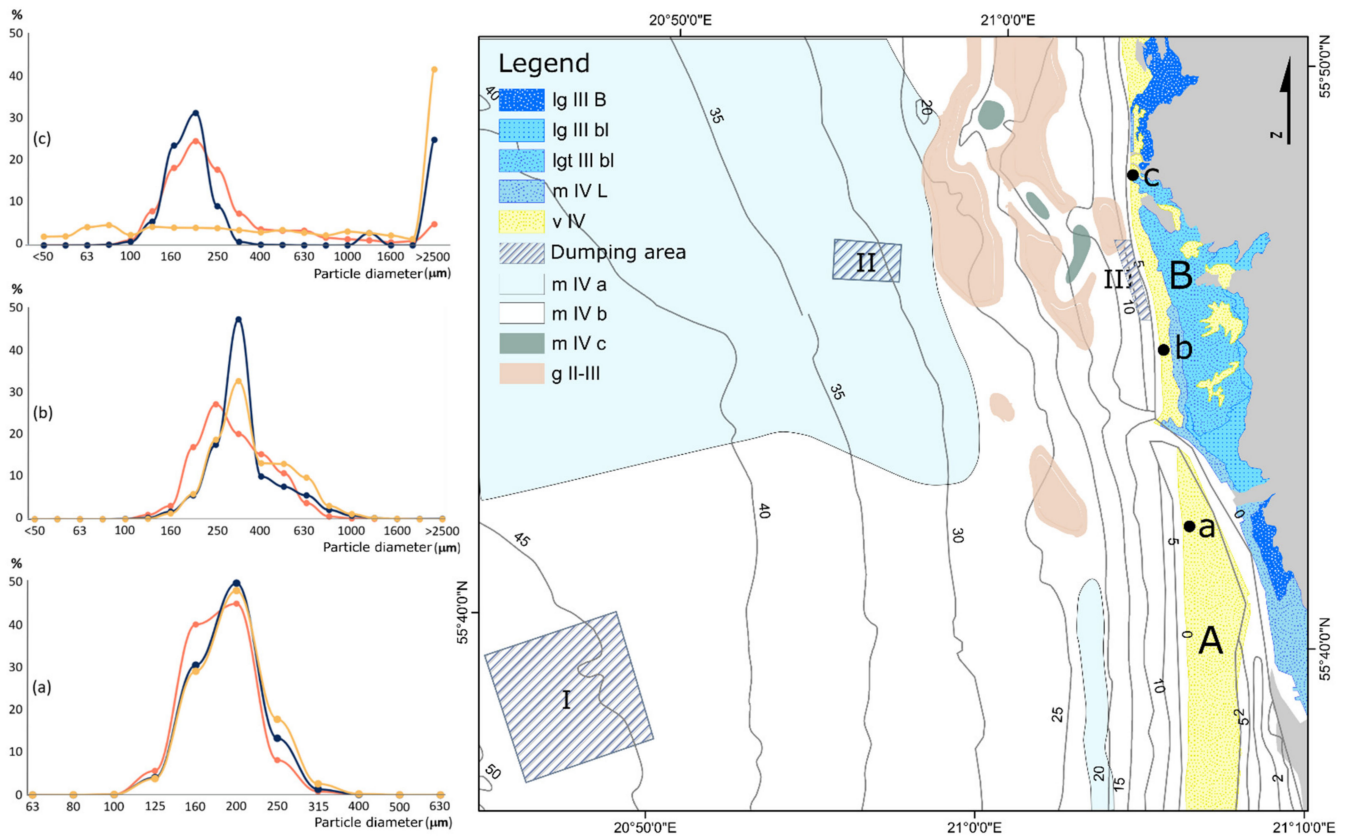 %
50
40
30
20
10
0
(c)
<50 63 100 160 250 400 630 1000 1600 >2500
Particle diameter(μm)
%
50
40
30
20
10
0
(b)
<50 63 100 160 250 400 630 1000 1600 >2500
Particle diameter(μm)
%
50
40
30
20
10
0
(a)
63 80 100 125 160 200 250 315 400 500 630
Particle diameter (μm)
20°50'0"E 21°0'0"E
55°50'0"N
55°40'0"N
55°40'0"N
20°50'0"E 21°0'0"E 21°10'0"E
Legend
lg III B
lg III bl
lgt III bl
m IV L
v IV
Dumping area
m IV a
m IV b
m IV c
g II-III
40
35
20
z
c
II
III
5
10
B
b
35
40
30
45
a
5
0
0
A
I
50
25
20
15
10
5
2
2